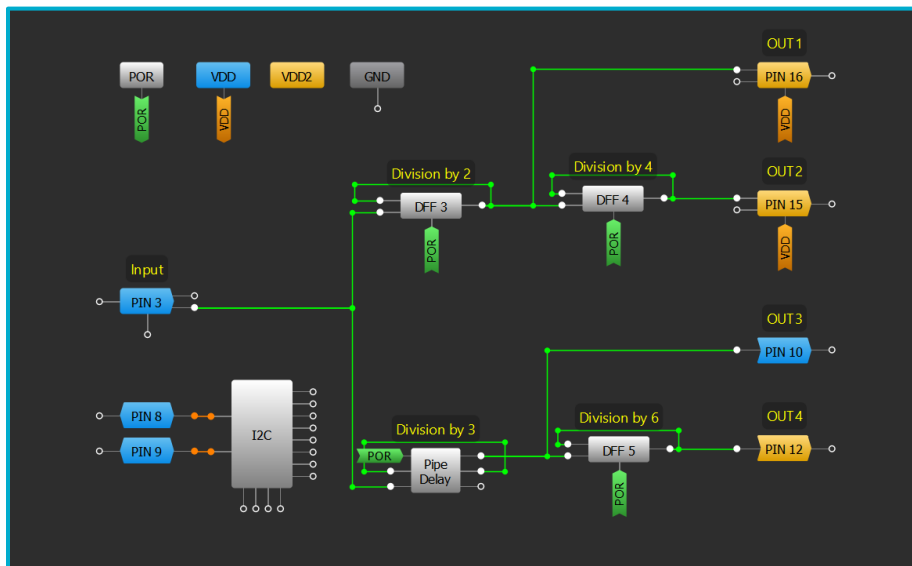 OUT1
POR
VDD
VDD2
GND
PIN 16
POR
VDD
VDD
Division by 2
Division by 4
OUT2
DFF 3
DFF 4
PIN 15
POR
POR
VDD
Input
PIN 3
OUT3
PIN 10
PIN 8
I2C
PIN 9
Division by 3
Division by 6
OUT4
POR
Pipe
Delay
DFF 5
PIN 12
POR